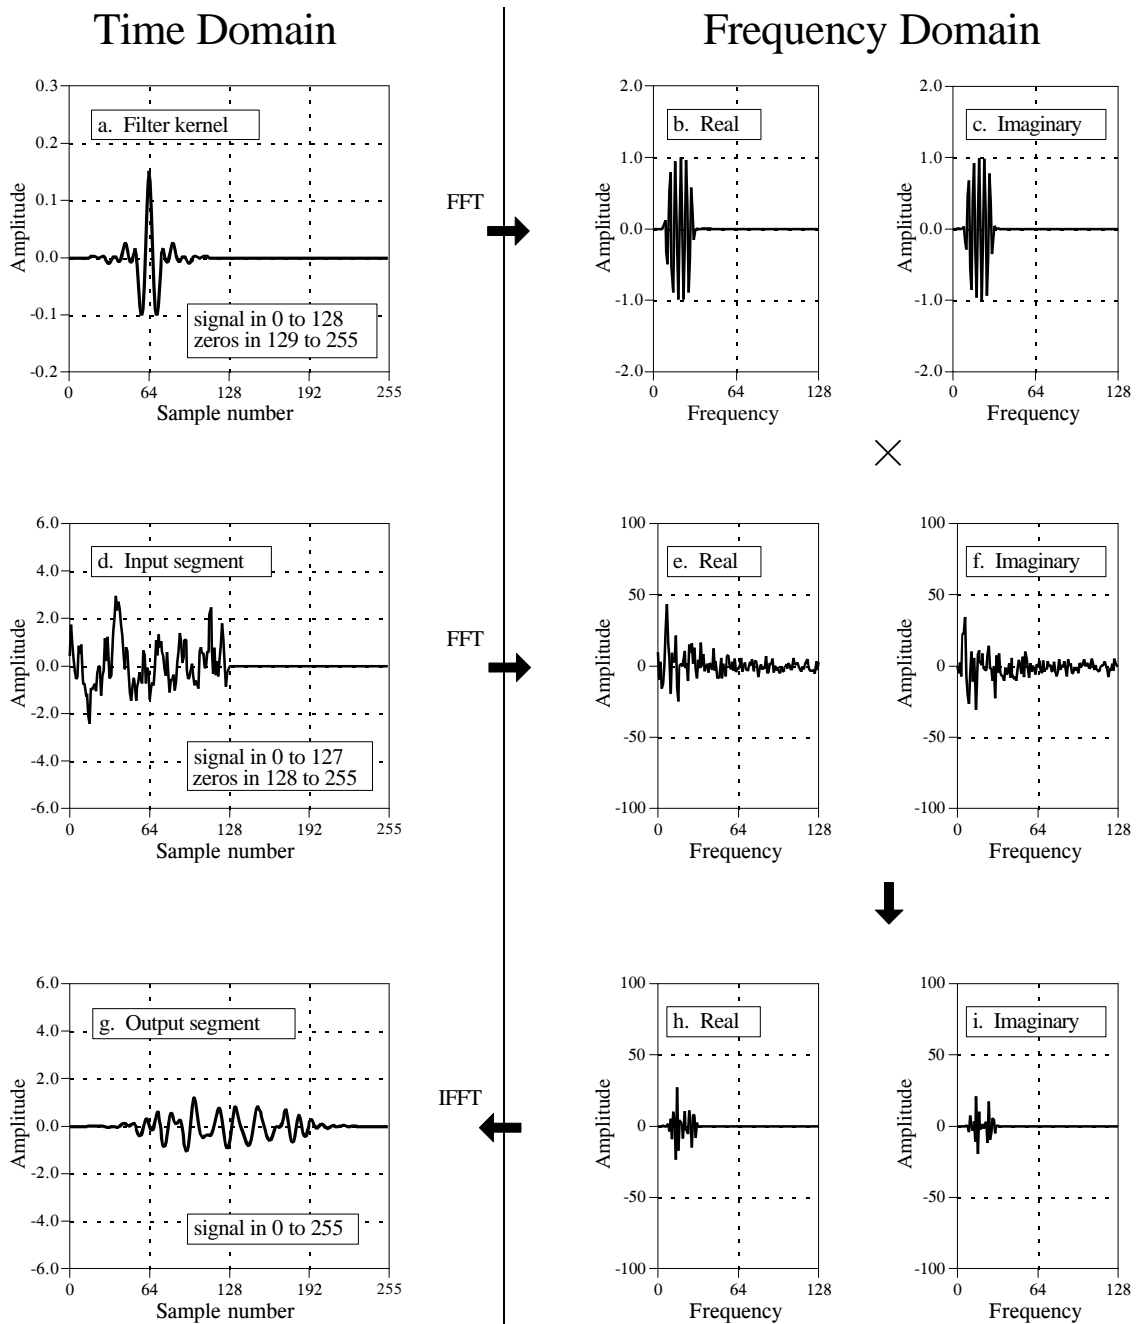 Time Domain
Frequency Domain
0.3
0.2
0.1
0.0
-0.1
-0.2
Amplitude
a. Filter kernel
signal in 0 to 128
zeros in 129 to 255
0 64 128 192 255
Sample number
FFT
2.0
1.0
0.0
-1.0
-2.0
Amplitude
b. Real
0 64 128
Frequency
2.0
1.0
0.0
-1.0
-2.0
Amplitude
c. Imaginary
0 64 128
Frequency
×
6.0
4.0
2.0
0.0
-2.0
-4.0
-6.0
Amplitude
d. Input segment
signal in 0 to 127
zeros in 128 to 255
0 64 128 192 255
Sample number
FFT
100
50
0
-50
-100
Amplitude
e. Real
0 64 128
Frequency
100
50
0
-50
-100
Amplitude
f. Imaginary
0 64 128
Frequency
6.0
4.0
2.0
0.0
-2.0
-4.0
-6.0
Amplitude
g. Output segment
signal in 0 to 255
0 64 128 192 255
Sample number
IFFT
100
50
0
-50
-100
Amplitude
h. Real
0 64 128
Frequency
100
50
0
-50
-100
Amplitude
i. Imaginary
0 64 128
Frequency